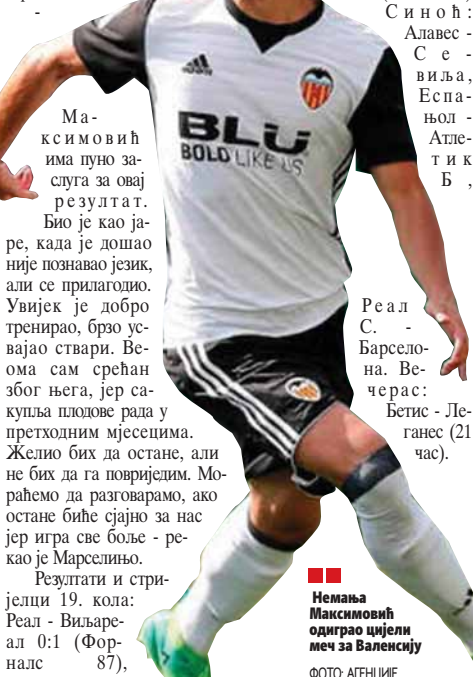 -
Ма-
ксимовић
има пуно за-
слуга за овај
резултат.
Био је као ја-
ре, када је дошао
није познавао језик,
али се прилагодио.
Увијек је добро
тренирао, брзо ус-
вајао ствари. Ве-
ома сам срећан
због њега, јер са-
купља плодове рада у
претходним мјесецима.
Желио бих да остане, али
не бих да га повриједим. Мо-
раћемо да разговарамо, ако
остане биће сјајно за нас
јер игра све боље - ре-
као је Марселињо.
Резултати и стри-
јелци 19. кола:
Реал - Виљаре-
ал 0:1 (Фор-
налс 87),
Синоћ:
Алавес -
Се-
виља,
Еспа-
њол -
Атле-
тик
Б,
Реал
С. -
Барсело-
на. Ве-
черас:
Бетис - Ле-
ганес (21
час).
BLU
BOLD LIKE US
Немања
Максимовић
одиграо цијели
меч за Валенсију
ФОТО: АГЕНЦИЈЕ